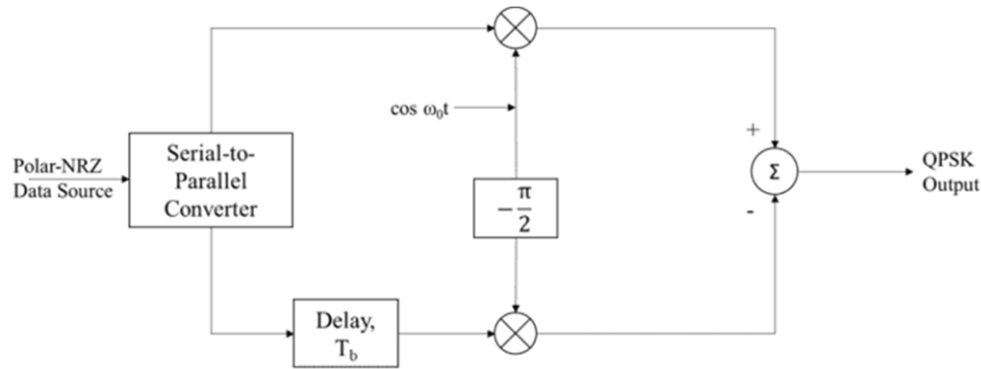 cos ω₀t
Polar-NRZ
Data Source
Serial-to-
Parallel
Converter
−π/2
+
Σ
-
QPSK
Output
Delay,
T_b